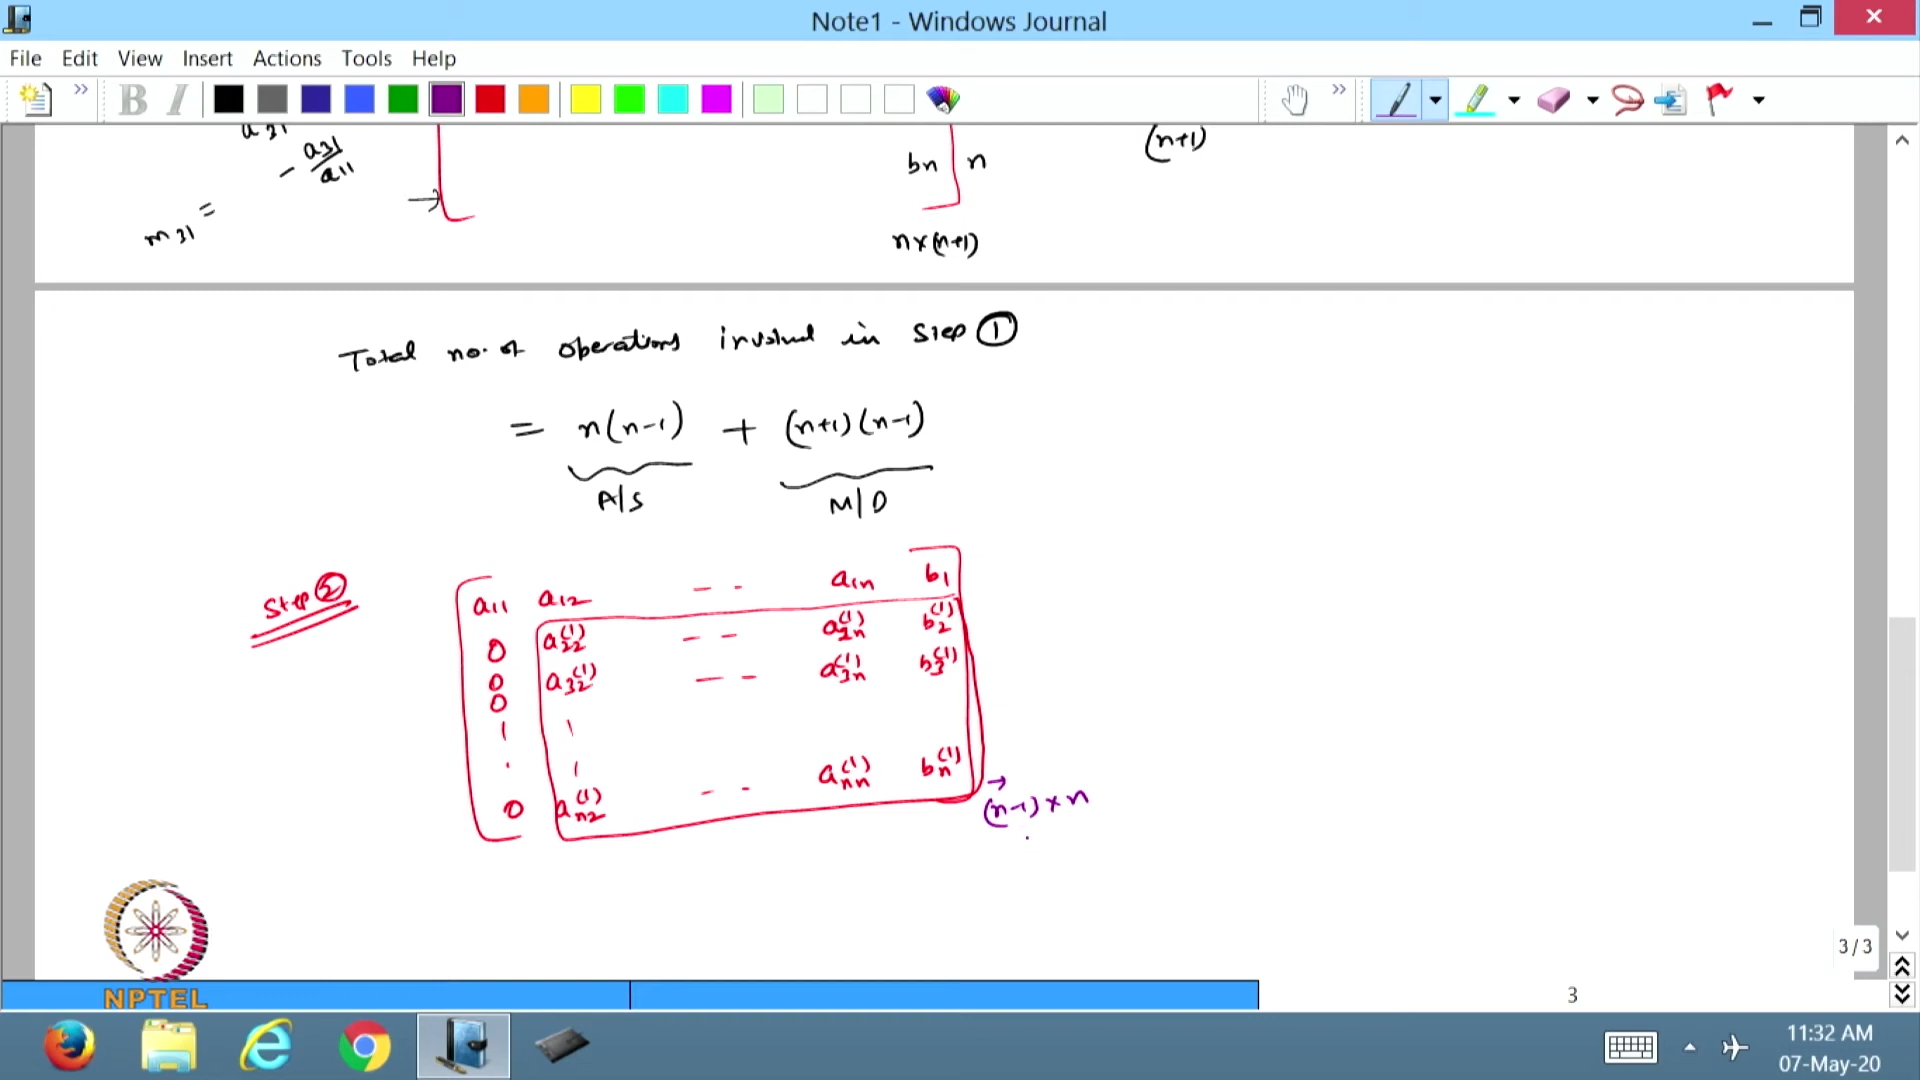 Note1 - Windows Journal
File Edit View Insert Actions Tools Help
B I
a31
- a31/a11
m31 =
bn n
(n+1)
n×(n+1)
Total no. of operations involved in Step 1
= n(n-1) + (n+1)(n-1)
A/S M/D
Step 2
a11 a12 - - a1n b1
0 a22^(1) - - a2n^(1) b2^(1)
0 a32^(1) - - a3n^(1) b3^(1)
0
0 an2^(1) - - ann^(1) bn^(1)
→ (n-1)×n
NPTEL
3/3
3
11:32 AM
07-May-20